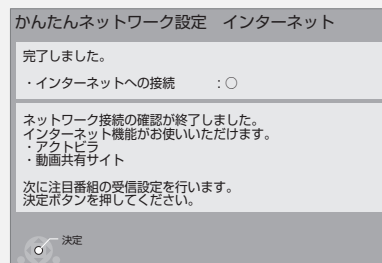 かんたんネットワーク設定　インターネット
完了しました。
・インターネットへの接続　　：○
ネットワーク接続の確認が終了しました。
インターネット機能がお使いいただけます。
・アクトビラ
・動画共有サイト
次に注目番組の受信設定を行います。
決定ボタンを押してください。
決定